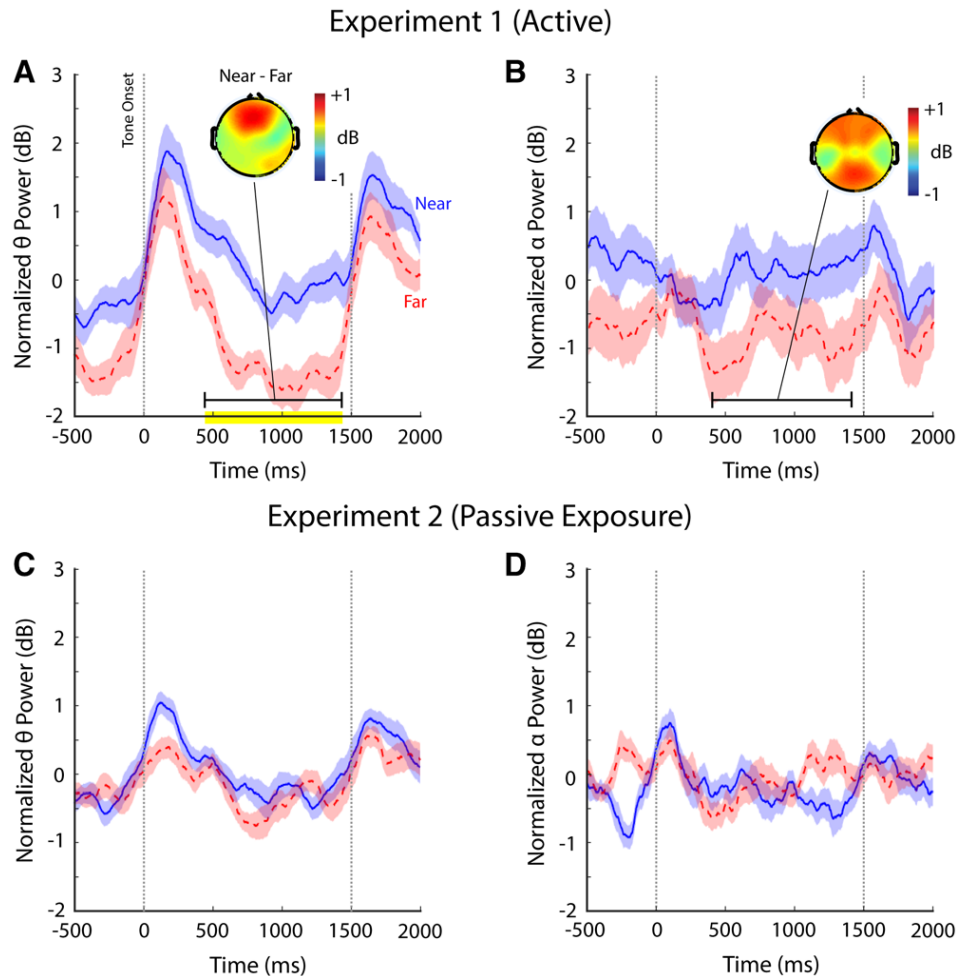 Experiment 1 (Active)
A
Normalized θ Power (dB)
3
2
1
0
-1
-2
Tone Onset
Near - Far
+1
dB
-1
Near
Far
-500 0 500 1000 1500 2000
Time (ms)
B
Normalized α Power (dB)
3
2
1
0
-1
-2
+1
dB
-1
-500 0 500 1000 1500 2000
Time (ms)
Experiment 2 (Passive Exposure)
C
Normalized θ Power (dB)
3
2
1
0
-1
-2
-500 0 500 1000 1500 2000
Time (ms)
D
Normalized α Power (dB)
3
2
1
0
-1
-2
-500 0 500 1000 1500 2000
Time (ms)